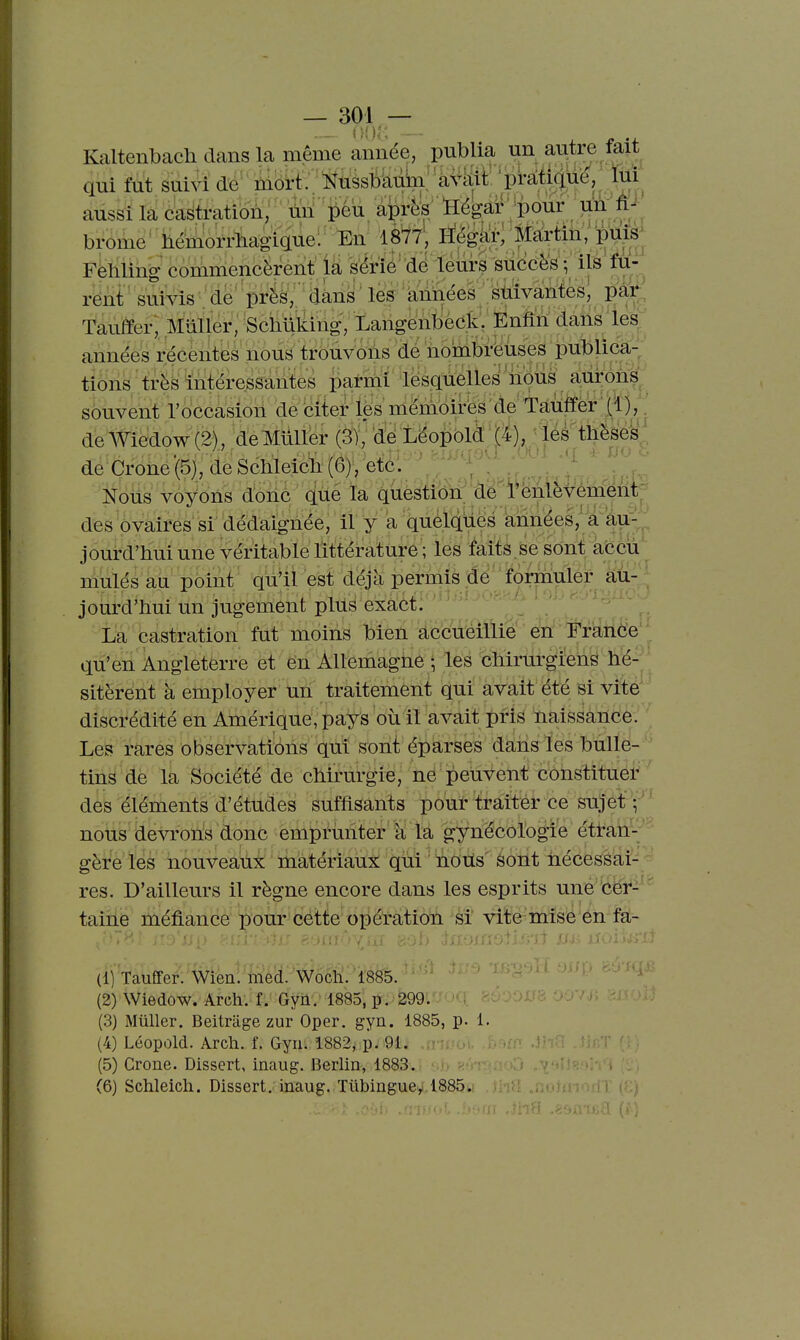 — 301 —
Kaltenbach dans la même année, publia un autre fait
qui fut suivi de mort. Nussbaum avait pratiqué, lui
aussi la castration, un peu après Hégar pour un fi-
brome hémorrhagique. En 1877, Hégar, Martin, puis
Fehling commencèrent la série de leurs succès ; ils fu-
rent suivis de près, dans les années suivantes, par
Tauffer, Müller, Schüking, Langenbeck. Enfin dans les
années récentes nous trouvons de nombreuses publica-
tions très intéressantes parmi lesquelles nous aurons
souvent l'occasion de citer les mémoires de Tauffer (1),
de Wiedow (2), de Müller (3), de Léopold (4), les thèses
de Crone (5), de Schleich (6), etc.
Nous voyons donc que la question de l'enlèvement
des ovaires si dédaignée, il y a quelques années, a au-
jourd'hui une véritable littérature ; les faits se sont accu
mulés au point qu'il est déjà permis de formuler au-
jourd'hui un jugement plus exact.
La castration fut moins bien accueillie en France
qu'en Angleterre et en Allemagne ; les chirurgiens hé-
sitèrent à employer un traitement qui avait été si vite
discrédité en Amérique, pays où il avait pris naissance.
Les rares observations qui sont éparses dans les bulle-
tins de la Société de chirurgie, ne peuvent constituer
des éléments d'études suffisants pour traiter ce sujet ;
nous devrons donc emprunter à la gynécologie étran-
gère les nouveaux matériaux qui nous sont nécessai-
res. D'ailleurs il règne encore dans les esprits une cer-
taine méfiance pour cette opération si vite mise en fa-
(1) Tauffer. Wien. med. Woch. 1885.
(2) Wiedow. Arch. f. Gyn. 1885, p. 299.
(3) Müller. Beiträge zur Oper. gyn. 1885, p. 1.
(4) Léopold. Arch. f. Gyn. 1882, p. 91.
(5) Crone. Dissert, inaug. Berlin, 1883.
(6) Schleich. Dissert. inaug. Tübingue, 1885.